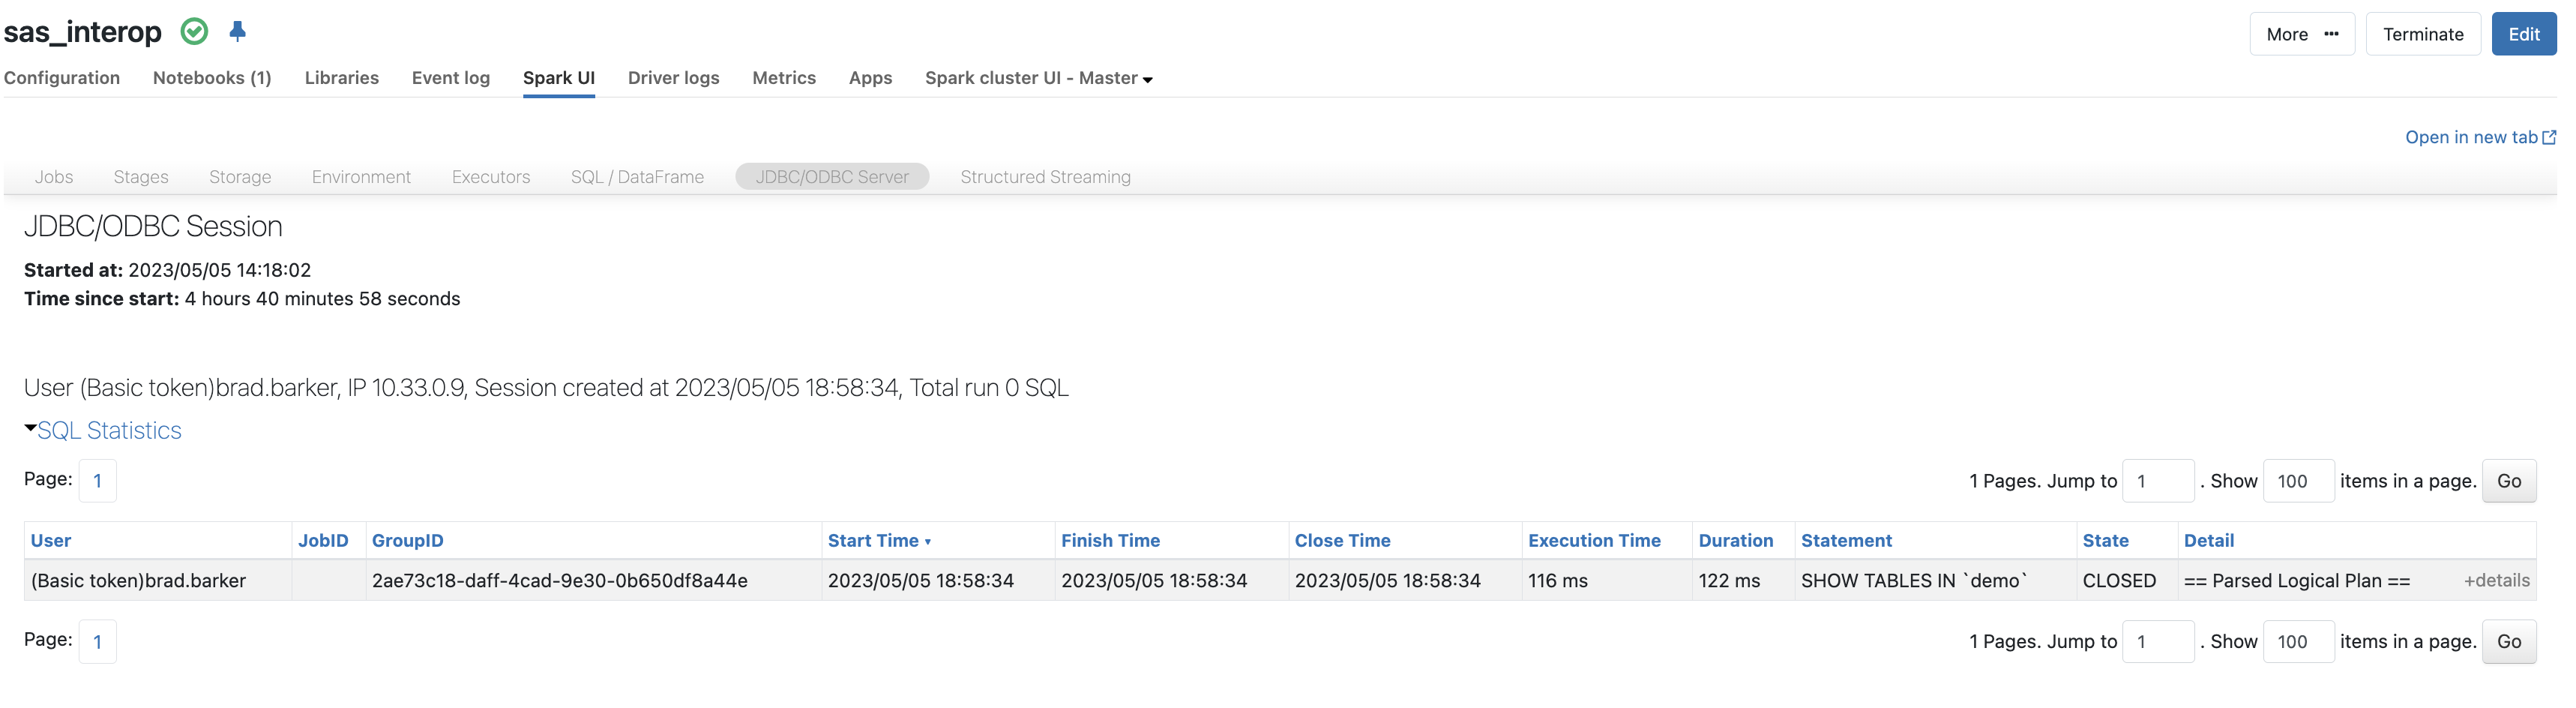 sas_interop
More ••• Terminate Edit
Configuration Notebooks (1) Libraries Event log Spark UI Driver logs Metrics Apps Spark cluster UI - Master
Open in new tab
Jobs Stages Storage Environment Executors SQL / DataFrame JDBC/ODBC Server Structured Streaming
JDBC/ODBC Session
Started at: 2023/05/05 14:18:02
Time since start: 4 hours 40 minutes 58 seconds
User (Basic token)brad.barker, IP 10.33.0.9, Session created at 2023/05/05 18:58:34, Total run 0 SQL
SQL Statistics
Page: 1 1 Pages. Jump to 1 . Show 100 items in a page. Go
User JobID GroupID Start Time ▾ Finish Time Close Time Execution Time Duration Statement State Detail
(Basic token)brad.barker 2ae73c18-daff-4cad-9e30-0b650df8a44e 2023/05/05 18:58:34 2023/05/05 18:58:34 2023/05/05 18:58:34 116 ms 122 ms SHOW TABLES IN `demo` CLOSED == Parsed Logical Plan == +details
Page: 1 1 Pages. Jump to 1 . Show 100 items in a page. Go